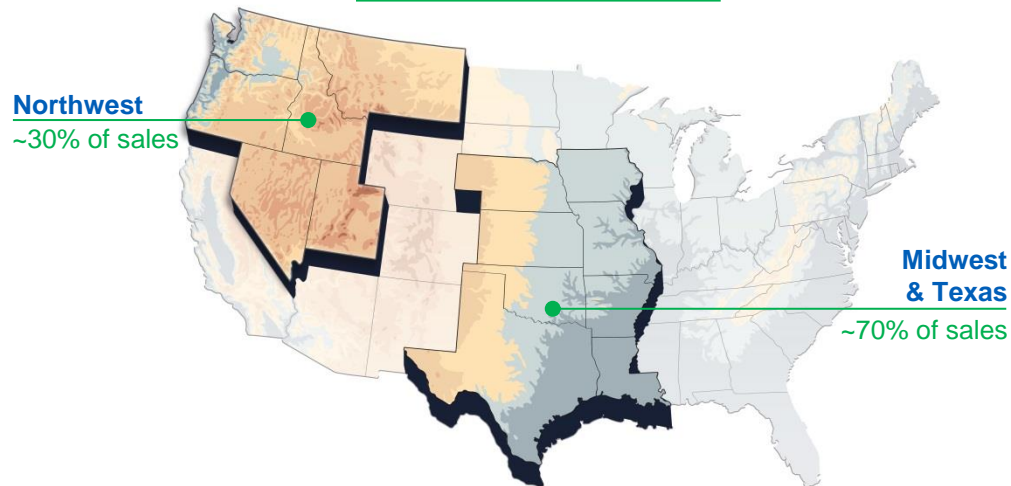 Northwest
~30% of sales
Midwest
& Texas
~70% of sales